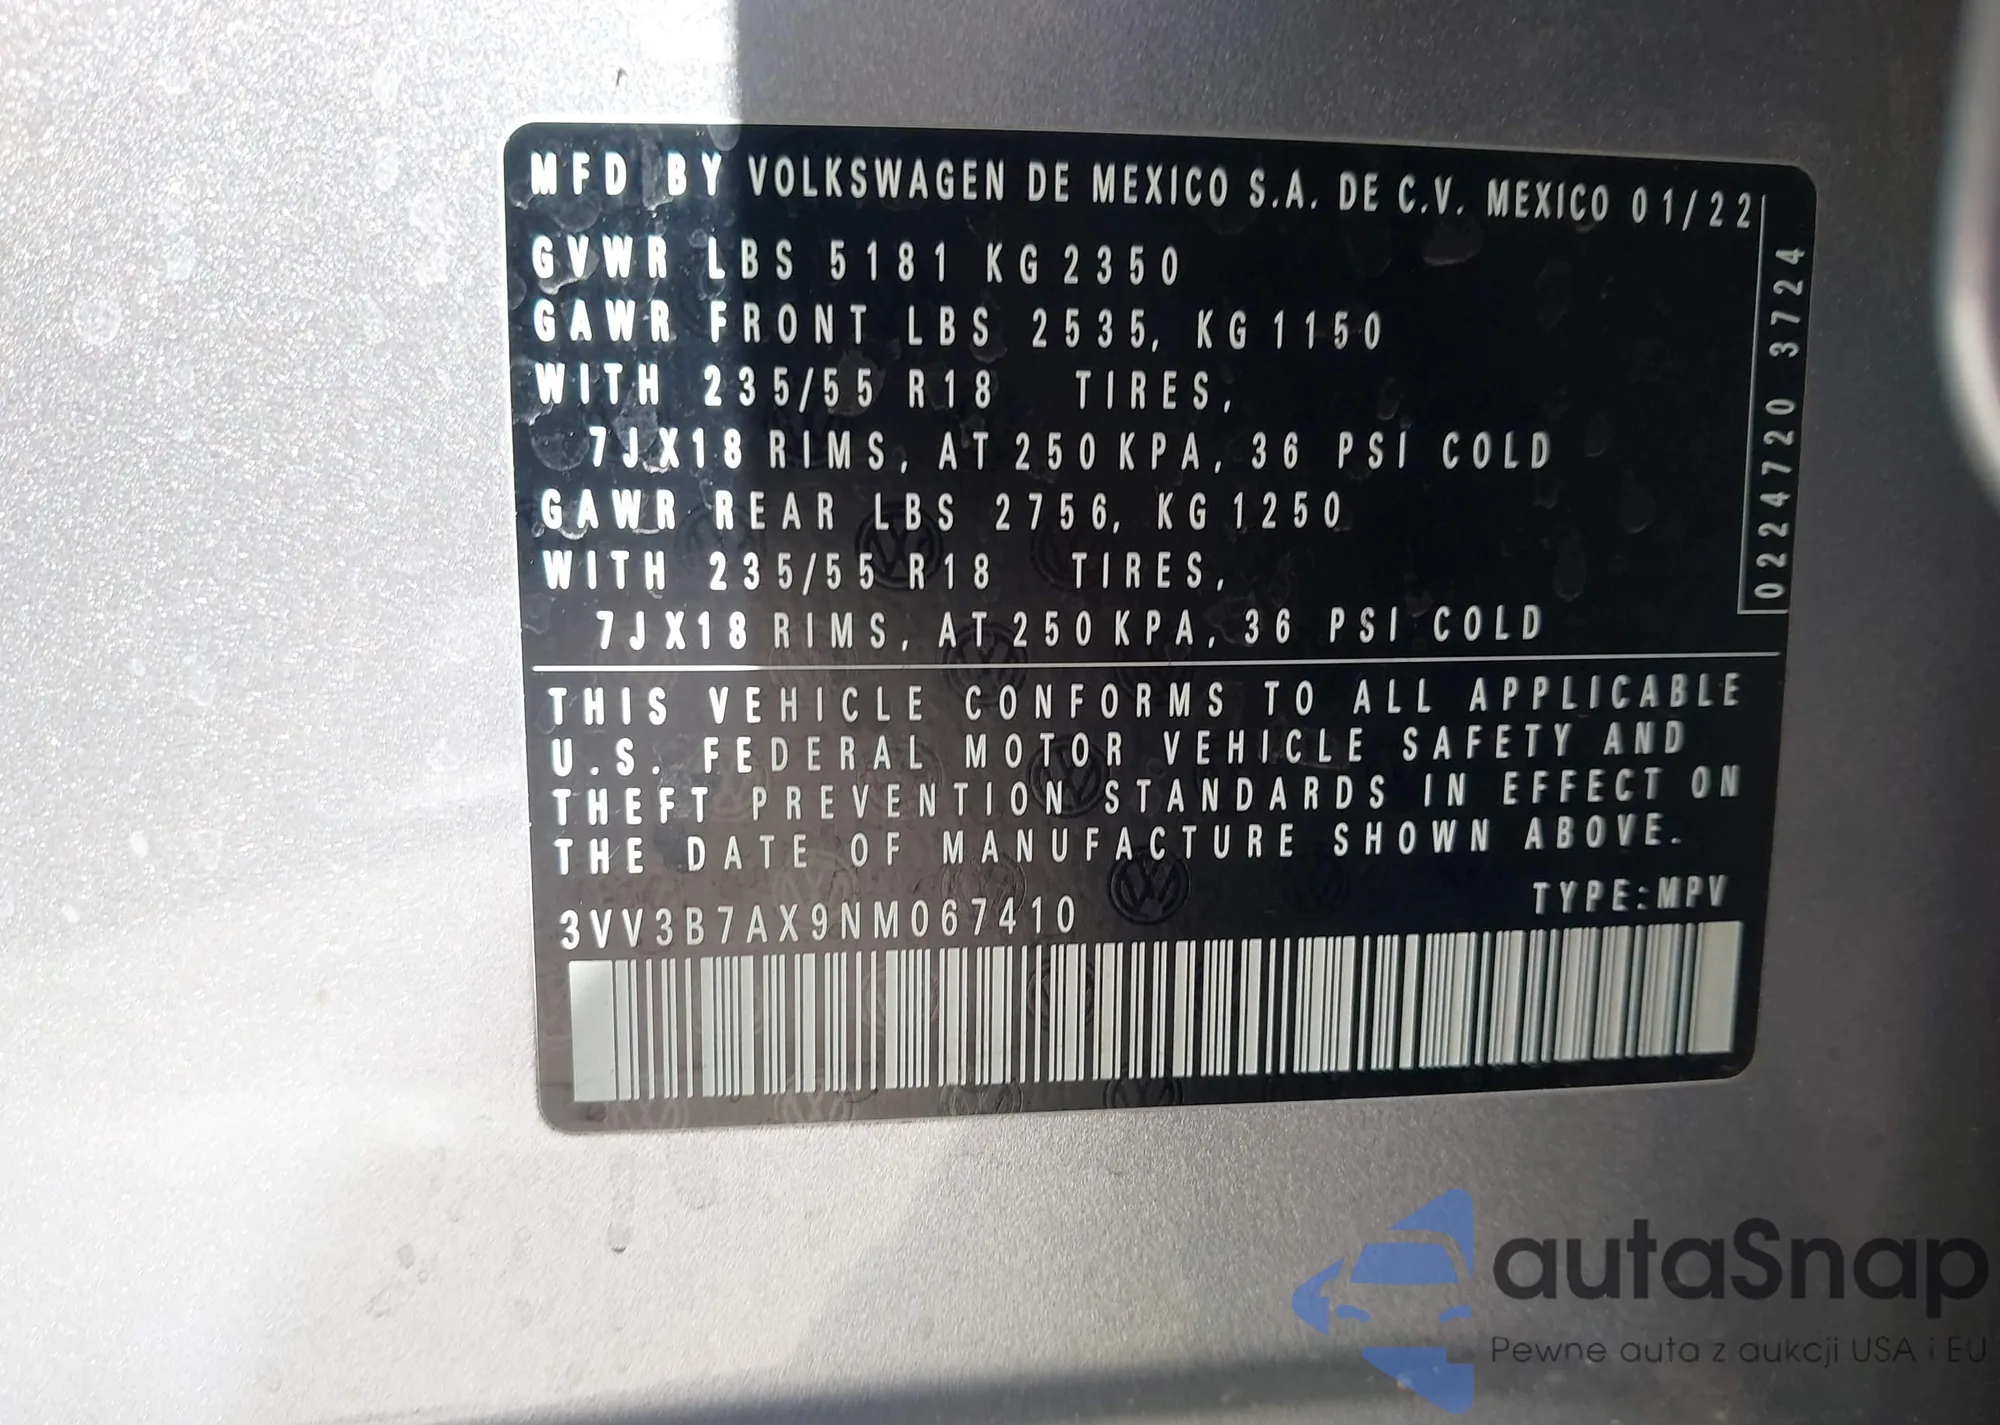 MFD BY VOLKSWAGEN DE MEXICO S.A. DE C.V. MEXICO 01/22
GVWR LBS 5181 KG 2350
GAWR FRONT LBS 2535, KG 1150
WITH 235/55 R18 TIRES,
7JX18 RIMS, AT 250 KPA, 36 PSI COLD
GAWR REAR LBS 2756, KG 1250
WITH 235/55 R18 TIRES,
7JX18 RIMS, AT 250 KPA, 36 PSI COLD
0224720 3724
THIS VEHICLE CONFORMS TO ALL APPLICABLE
U.S. FEDERAL MOTOR VEHICLE SAFETY AND
THEFT PREVENTION STANDARDS IN EFFECT ON
THE DATE OF MANUFACTURE SHOWN ABOVE.
3VV3B7AX9NM067410
TYPE:MPV
autaSnap
Pewne auta z aukcji USA i EU